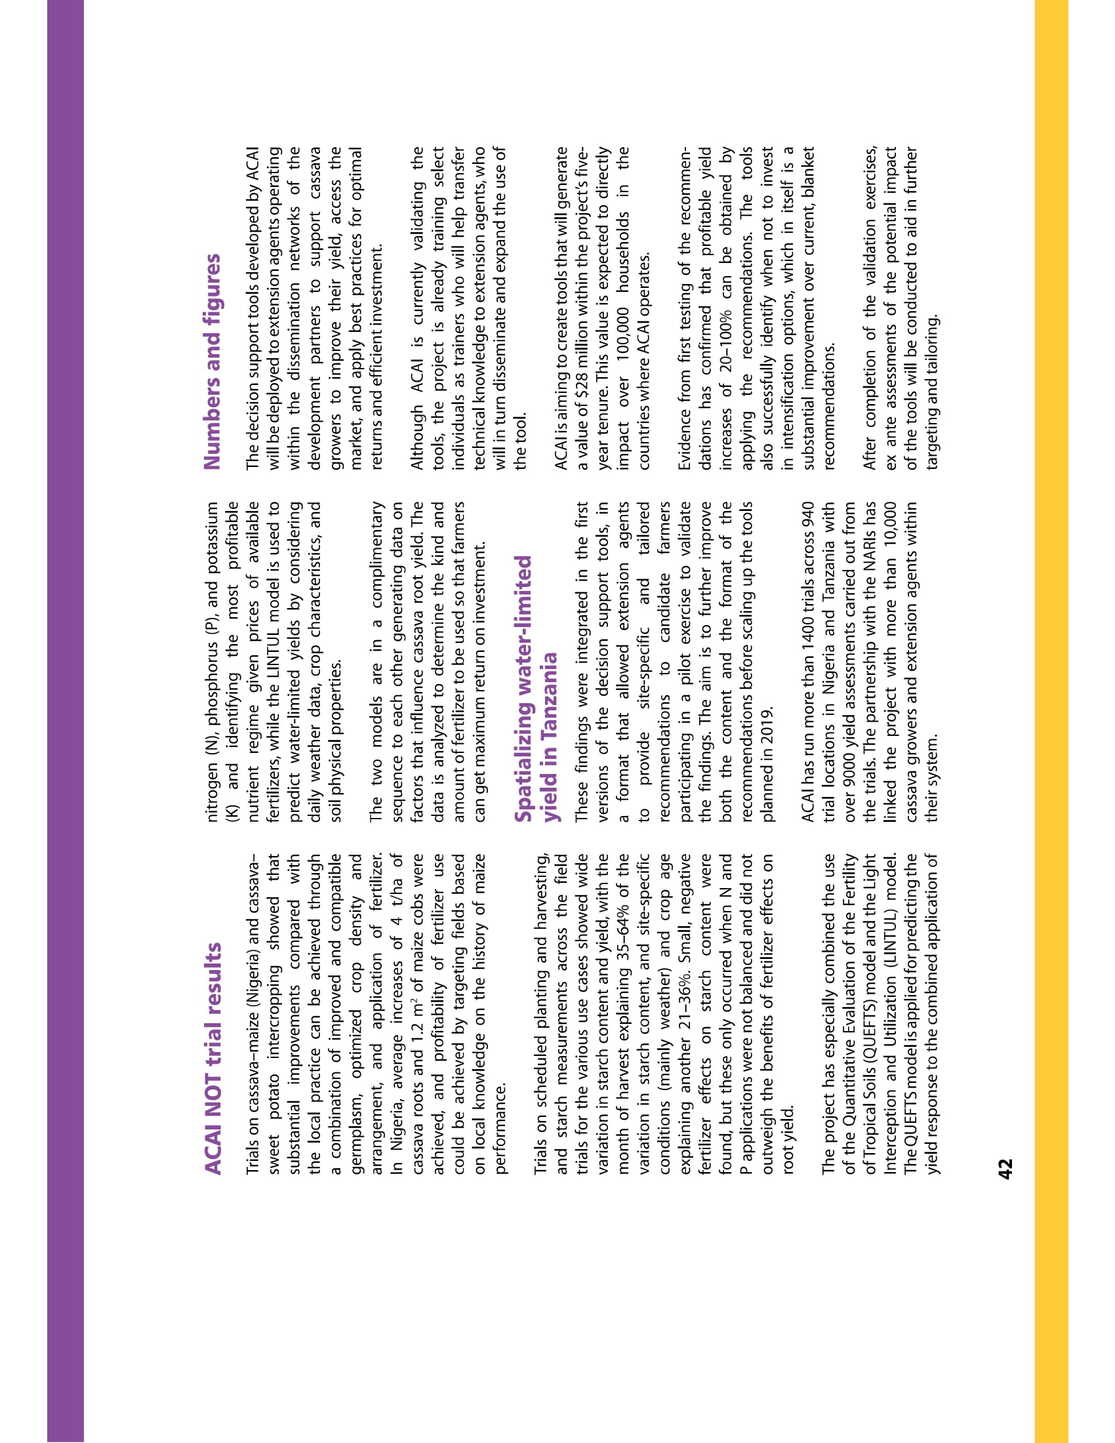 ACAI NOT trial results
Trials on cassava–maize (Nigeria) and cassava–
sweet potato intercropping showed that
substantial improvements compared with
the local practice can be achieved through
a combination of improved and compatible
germplasm, optimized crop density and
arrangement, and application of fertilizer.
In Nigeria, average increases of 4 t/ha of
cassava roots and 1.2 m² of maize cobs were
achieved, and profitability of fertilizer use
could be achieved by targeting fields based
on local knowledge on the history of maize
performance.
Trials on scheduled planting and harvesting,
and starch measurements across the field
trials for the various use cases showed wide
variation in starch content and yield, with the
month of harvest explaining 35–64% of the
variation in starch content, and site-specific
conditions (mainly weather) and crop age
explaining another 21–36%. Small, negative
fertilizer effects on starch content were
found, but these only occurred when N and
P applications were not balanced and did not
outweigh the benefits of fertilizer effects on
root yield.
The project has especially combined the use
of the Quantitative Evaluation of the Fertility
of Tropical Soils (QUEFTS) model and the Light
Interception and Utilization (LINTUL) model.
The QUEFTS model is applied for predicting the
yield response to the combined application of
nitrogen (N), phosphorus (P), and potassium
(K) and identifying the most profitable
nutrient regime given prices of available
fertilizers, while the LINTUL model is used to
predict water-limited yields by considering
daily weather data, crop characteristics, and
soil physical properties.
The two models are in a complimentary
sequence to each other generating data on
factors that influence cassava root yield. The
data is analyzed to determine the kind and
amount of fertilizer to be used so that farmers
can get maximum return on investment.
Spatializing water-limited
yield in Tanzania
These findings were integrated in the first
versions of the decision support tools, in
a format that allowed extension agents
to provide site-specific and tailored
recommendations to candidate farmers
participating in a pilot exercise to validate
the findings. The aim is to further improve
both the content and the format of the
recommendations before scaling up the tools
planned in 2019.
ACAI has run more than 1400 trials across 940
trial locations in Nigeria and Tanzania with
over 9000 yield assessments carried out from
the trials. The partnership with the NARIs has
linked the project with more than 10,000
cassava growers and extension agents within
their system.
Numbers and figures
The decision support tools developed by ACAI
will be deployed to extension agents operating
within the dissemination networks of the
development partners to support cassava
growers to improve their yield, access the
market, and apply best practices for optimal
returns and efficient investment.
Although ACAI is currently validating the
tools, the project is already training select
individuals as trainers who will help transfer
technical knowledge to extension agents, who
will in turn disseminate and expand the use of
the tool.
ACAI is aiming to create tools that will generate
a value of $28 million within the project's five-
year tenure. This value is expected to directly
impact over 100,000 households in the
countries where ACAI operates.
Evidence from first testing of the recommen-
dations has confirmed that profitable yield
increases of 20–100% can be obtained by
applying the recommendations. The tools
also successfully identify when not to invest
in intensification options, which in itself is a
substantial improvement over current, blanket
recommendations.
After completion of the validation exercises,
ex ante assessments of the potential impact
of the tools will be conducted to aid in further
targeting and tailoring.
42